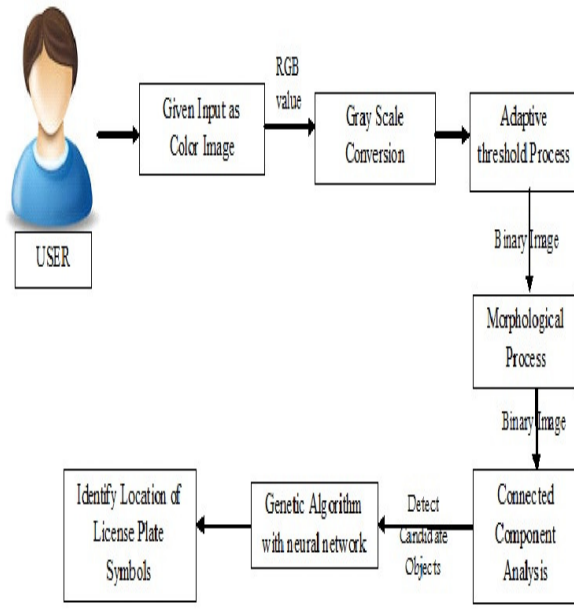 USER
Given Input as
Color Image
RGB
value
Gray Scale
Conversion
Adaptive
threshold Process
Binary Image
Morphological
Process
Binary Image
Connected
Component
Analysis
Detect
Candidate
Objects
Genetic Algorithm
with neural network
Identify Location of
License Plate
Symbols